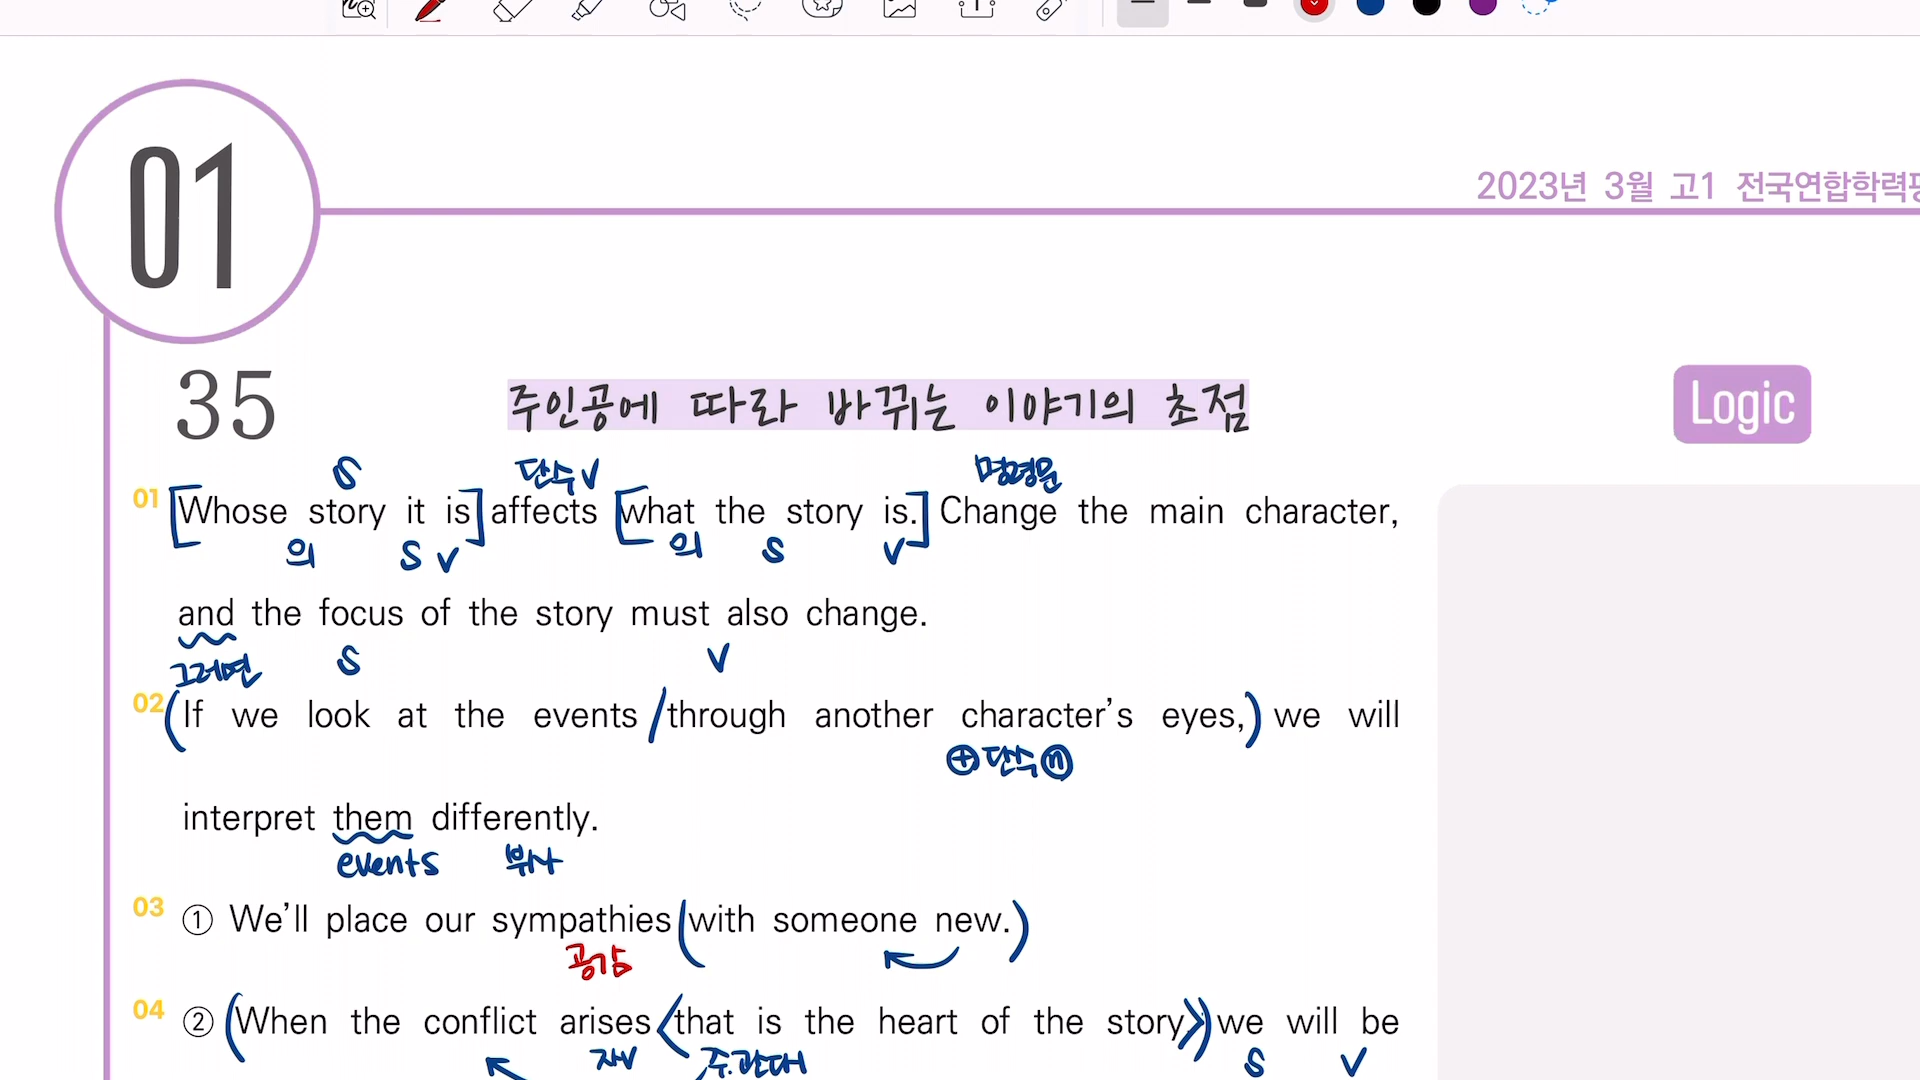 01
2023년 3월 고1 전국연합학력
35
주인공에 따라 바뀌는 이야기의 초점
Logic
S 단수V 명령문
01 [Whose story it is] affects [what the story is.] Change the main character,
의 S V 의 S V
and the focus of the story must also change.
그러면 S V
02 (If we look at the events / through another character's eyes,) we will
+ 단수 n
interpret them differently.
events 부사
03 ① We'll place our sympathies (with someone new.)
공감
04 ② (When the conflict arises <that is the heart of the story,>) we will be
자V 주.관대 S V